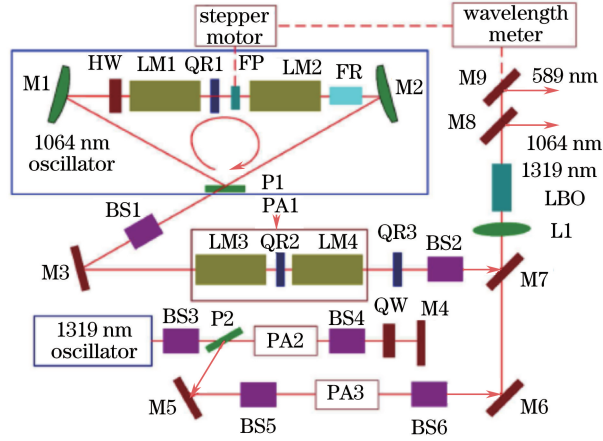 stepper
motor
wavelength
meter
HW LM1 QR1 FP LM2 FR
M1
M2
M9
589 nm
M8
1064 nm
1064 nm
oscillator
P1
1319 nm
LBO
BS1
PA1
L1
LM3 QR2 LM4 QR3 BS2
M3
M7
1319 nm
oscillator
BS3 P2 PA2 BS4 QW M4
M5 BS5 PA3 BS6 M6